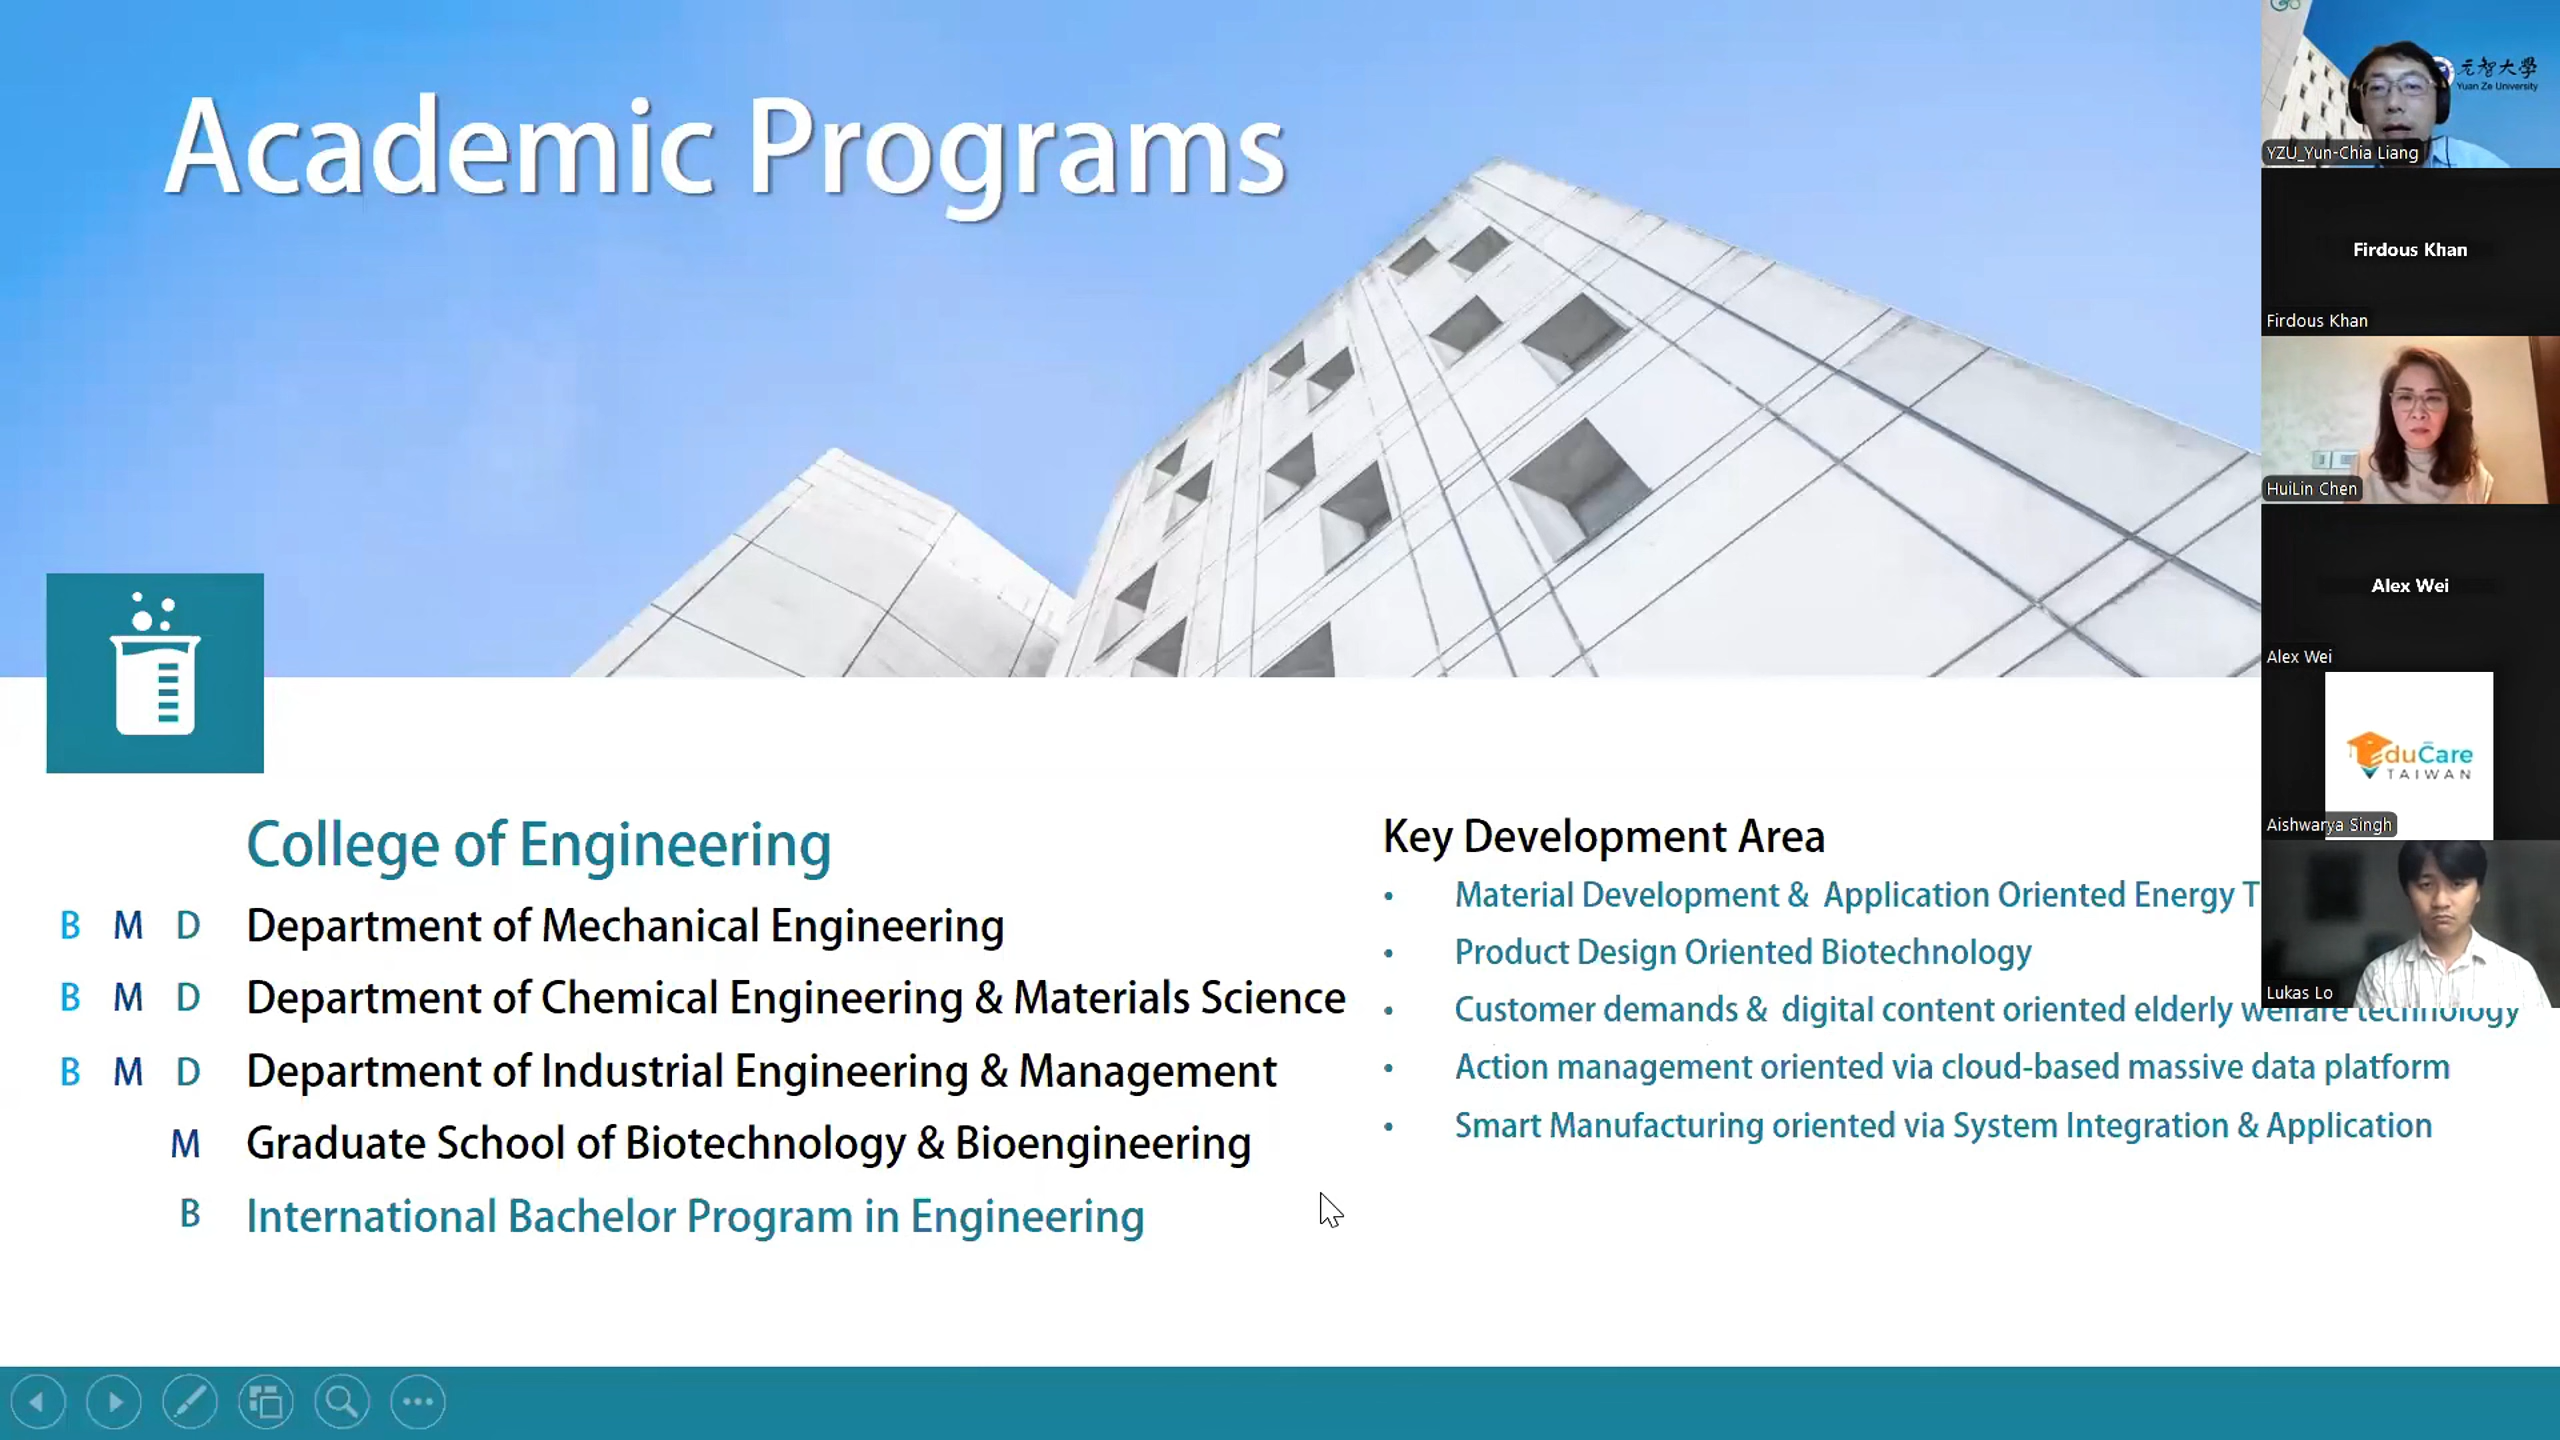 Academic Programs
College of Engineering
B M D Department of Mechanical Engineering
B M D Department of Chemical Engineering & Materials Science
B M D Department of Industrial Engineering & Management
M Graduate School of Biotechnology & Bioengineering
B International Bachelor Program in Engineering
Key Development Area
• Material Development & Application Oriented Energy T
• Product Design Oriented Biotechnology
• Customer demands & digital content oriented elderly welfare technology
• Action management oriented via cloud-based massive data platform
• Smart Manufacturing oriented via System Integration & Application
元智大學
Yuan Ze University
YZU_Yun-Chia Liang
Firdous Khan
Firdous Khan
HuiLin Chen
Alex Wei
Alex Wei
EduCare
TAIWAN
Aishwarya Singh
Lukas Lo